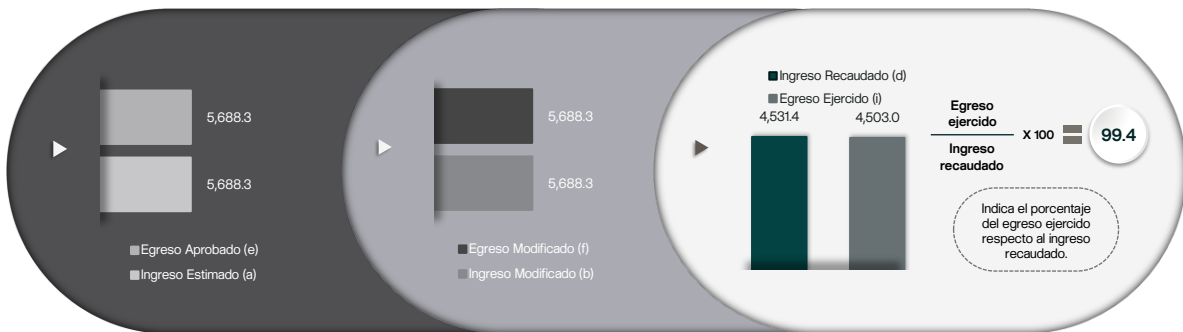 5,688.3
5,688.3
Egreso Aprobado (e)
Ingreso Estimado (a)
5,688.3
5,688.3
Egreso Modificado (f)
Ingreso Modificado (b)
Ingreso Recaudado (d)
Egreso Ejercido (i)
4,531.4
4,503.0
Egreso
ejercido
Ingreso
recaudado
X 100
99.4
Indica el porcentaje
del egreso ejercido
respecto al ingreso
recaudado.